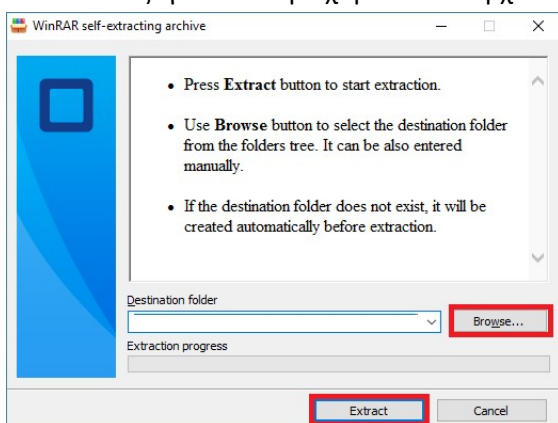 WinRAR self-extracting archive
Press Extract button to start extraction.
Use Browse button to select the destination folder
from the folders tree. It can be also entered
manually.
If the destination folder does not exist, it will be
created automatically before extraction.
Destination folder
Browse...
Extraction progress
Extract
Cancel